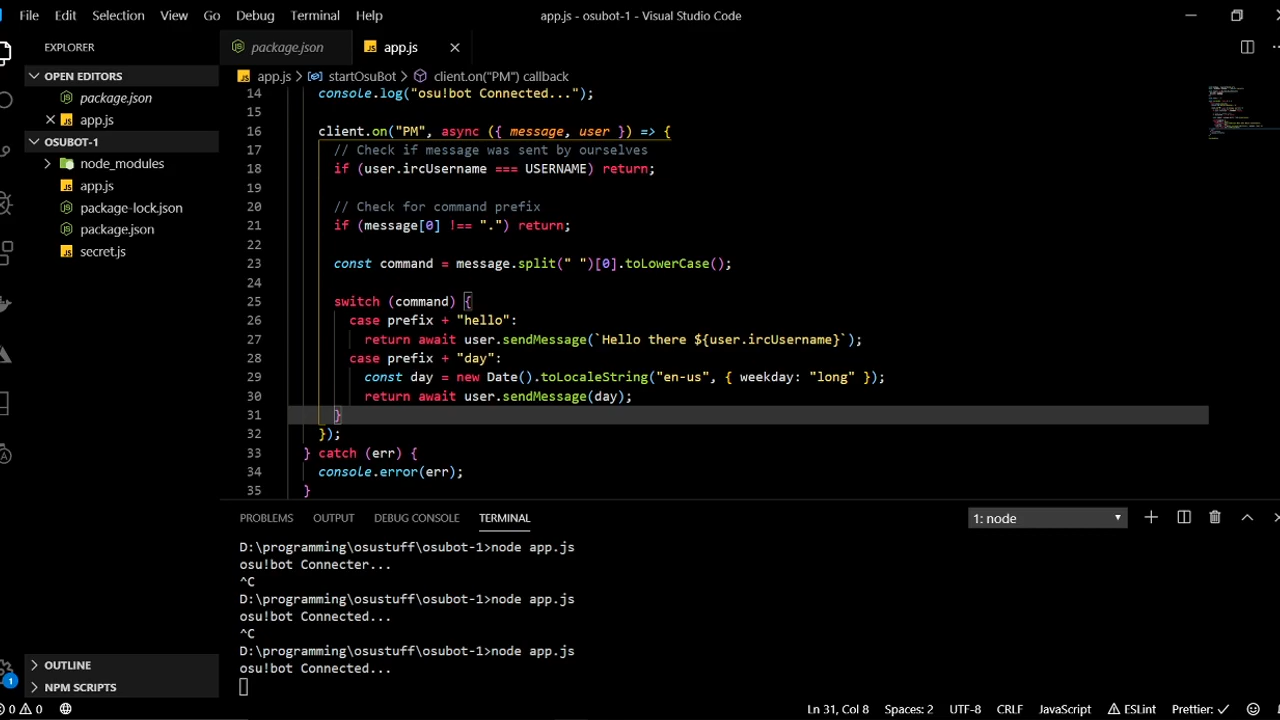 File Edit Selection View Go Debug Terminal Help
app.js - osubot-1 - Visual Studio Code
EXPLORER
OPEN EDITORS
package.json
app.js
OSUBOT-1
node_modules
app.js
package-lock.json
package.json
secret.js
OUTLINE
NPM SCRIPTS
package.json
app.js
app.js startOsuBot client.on("PM") callback
14 console.log("osu!bot Connected...");
15
16 client.on("PM", async ({ message, user }) => {
17 // Check if message was sent by ourselves
18 if (user.ircUsername === USERNAME) return;
19
20 // Check for command prefix
21 if (message[0] !== ".") return;
22
23 const command = message.split(" ")[0].toLowerCase();
24
25 switch (command) {
26 case prefix + "hello":
27 return await user.sendMessage(`Hello there ${user.ircUsername}`);
28 case prefix + "day":
29 const day = new Date().toLocaleString("en-us", { weekday: "long" });
30 return await user.sendMessage(day);
31 }
32 });
33 } catch (err) {
34 console.error(err);
35 }
PROBLEMS OUTPUT DEBUG CONSOLE TERMINAL
1: node
D:\programming\osustuff\osubot-1>node app.js
osu!bot Connecter...
^C
D:\programming\osustuff\osubot-1>node app.js
osu!bot Connected...
^C
D:\programming\osustuff\osubot-1>node app.js
osu!bot Connected...
1
0 0
Ln 31, Col 8 Spaces: 2 UTF-8 CRLF JavaScript ESLint Prettier: ✓